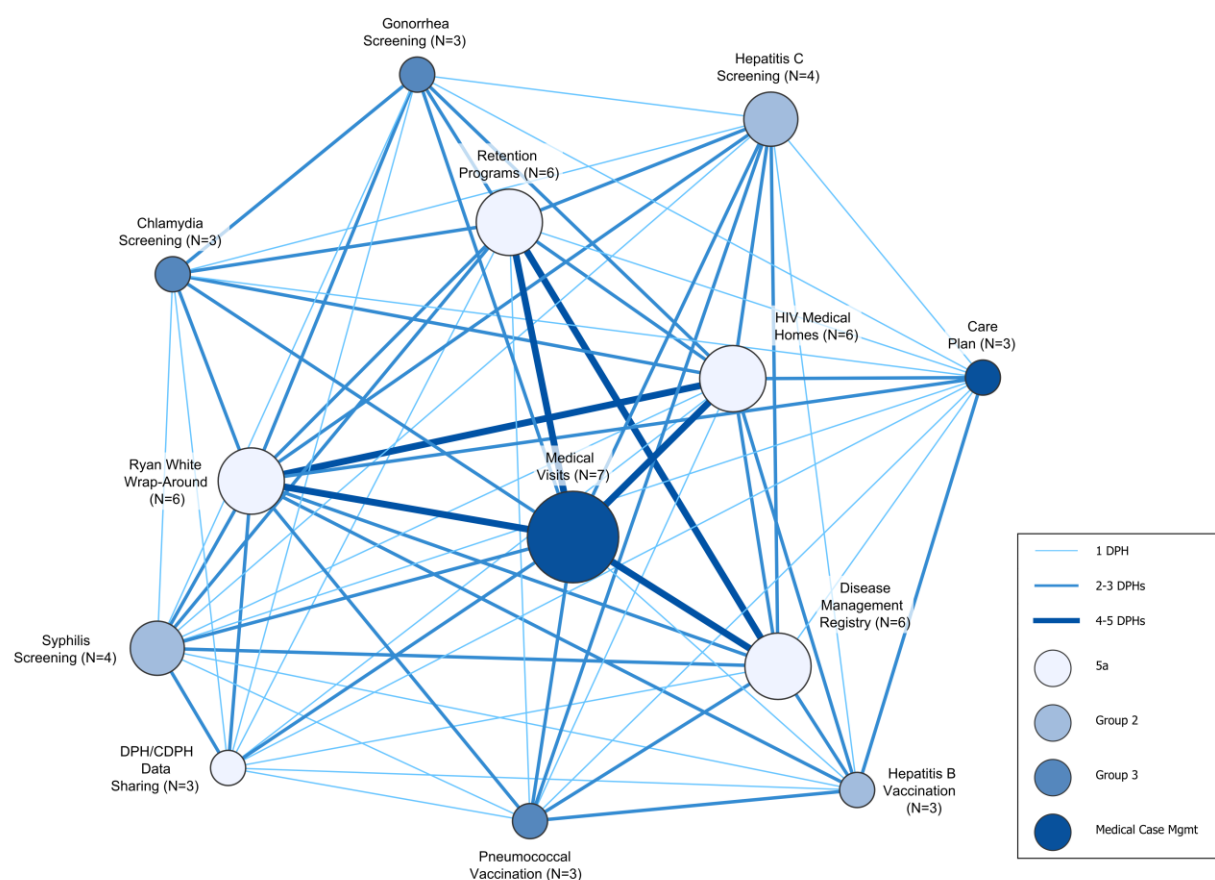 Gonorrhea
Screening (N=3)
Hepatitis C
Screening (N=4)
Retention
Programs (N=6)
Chlamydia
Screening (N=3)
HIV Medical
Homes (N=6)
Care
Plan (N=3)
Ryan White
Wrap-Around
(N=6)
Medical
Visits (N=7)
Disease
Management
Registry (N=6)
Syphilis
Screening (N=4)
DPH/CDPH
Data
Sharing (N=3)
Hepatitis B
Vaccination
(N=3)
Pneumococcal
Vaccination (N=3)
1 DPH
2-3 DPHs
4-5 DPHs
5a
Group 2
Group 3
Medical Case Mgmt